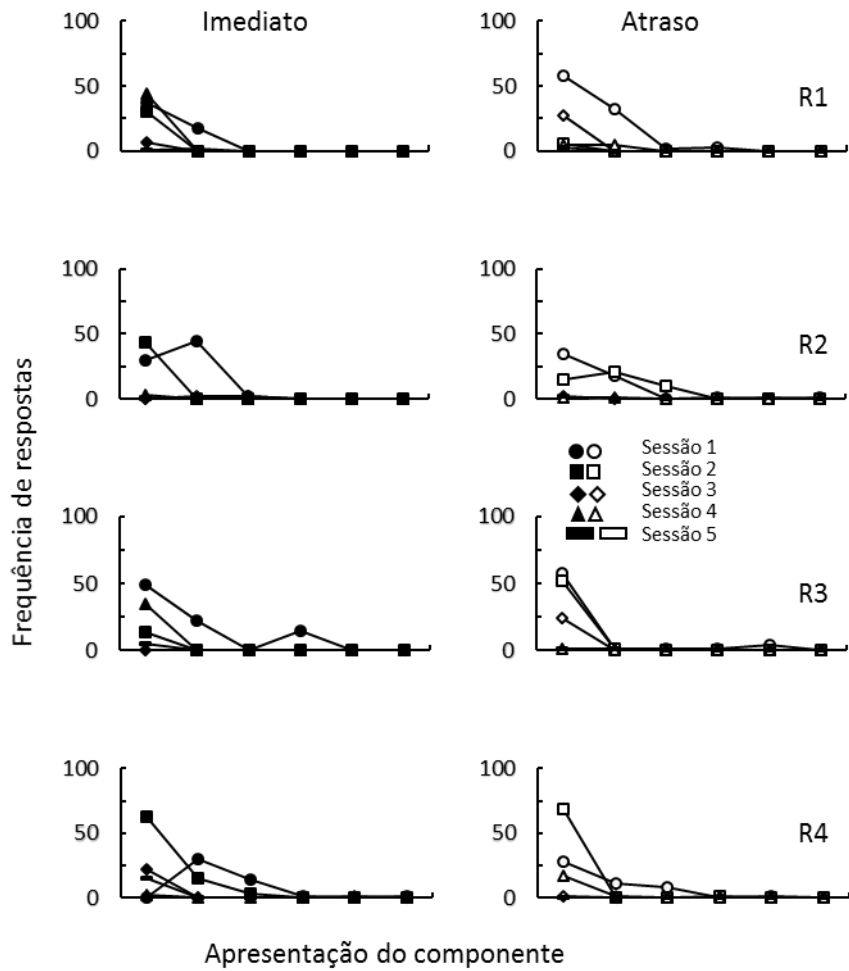 Imediato
Atraso
100
50
0
100
50
0
R1
100
50
0
100
50
0
R2
Frequência de respostas
Sessão 1
Sessão 2
Sessão 3
Sessão 4
Sessão 5
100
50
0
100
50
0
R3
100
50
0
100
50
0
R4
Apresentação do componente